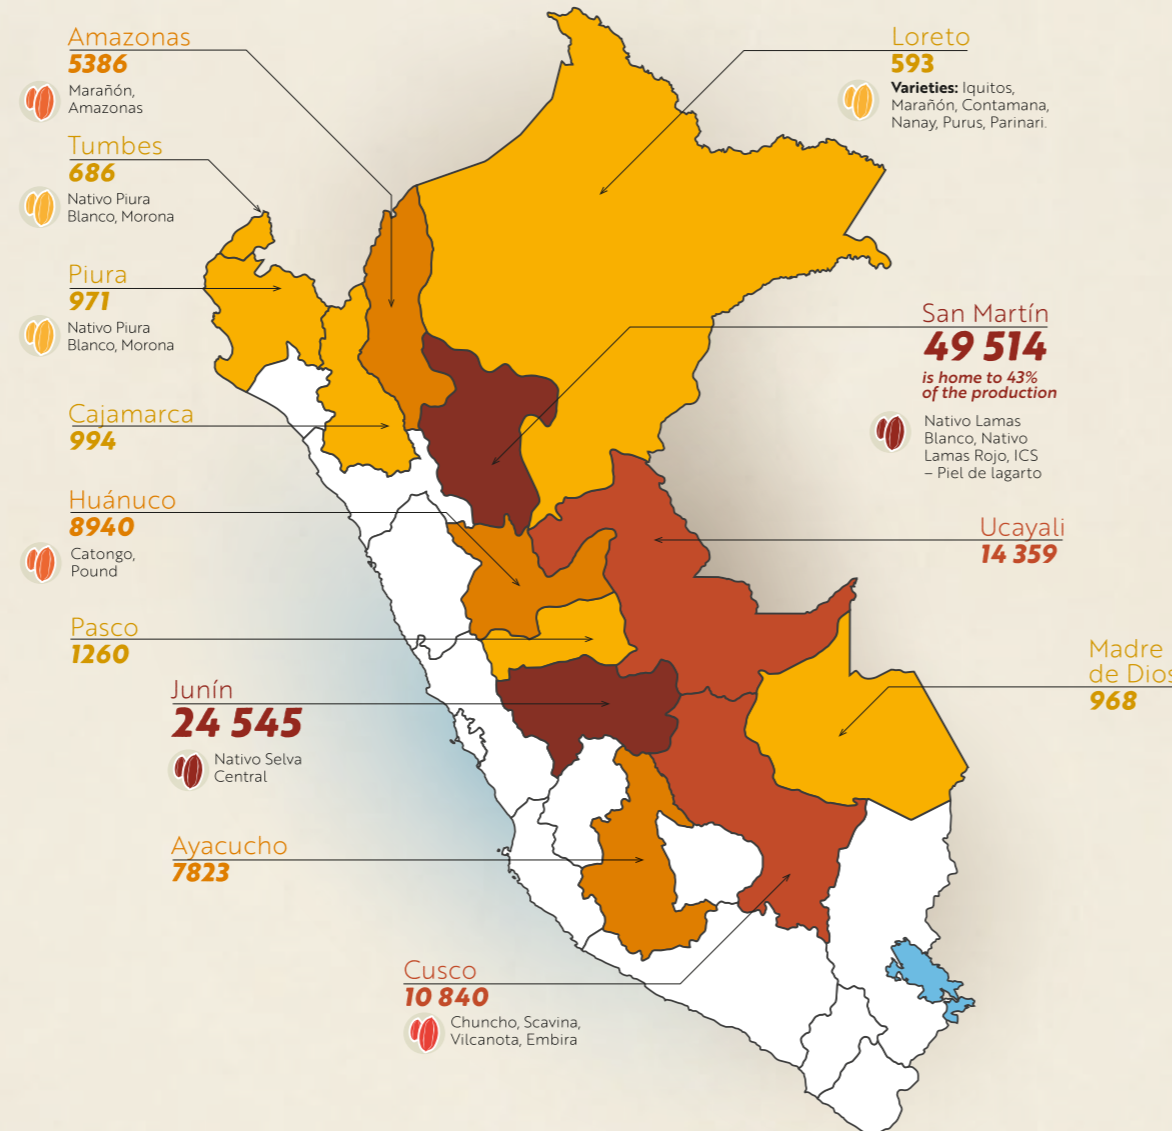 Amazonas
5386
Marañón,
Amazonas
Tumbes
686
Nativo Piura
Blanco, Morona
Piura
971
Nativo Piura
Blanco, Morona
Cajamarca
994
Huánuco
8940
Catongo,
Pound
Pasco
1260
Junín
24 545
Nativo Selva
Central
Ayacucho
7823
Cusco
10 840
Chuncho, Scavina,
Vilcanota, Embira
Loreto
593
Varieties: Iquitos,
Marañón, Contamana,
Nanay, Purus, Parinari.
San Martín
49 514
is home to 43%
of the production
Nativo Lamas
Blanco, Nativo
Lamas Rojo, ICS
– Piel de lagarto
Ucayali
14 359
Madre
de Dios
968